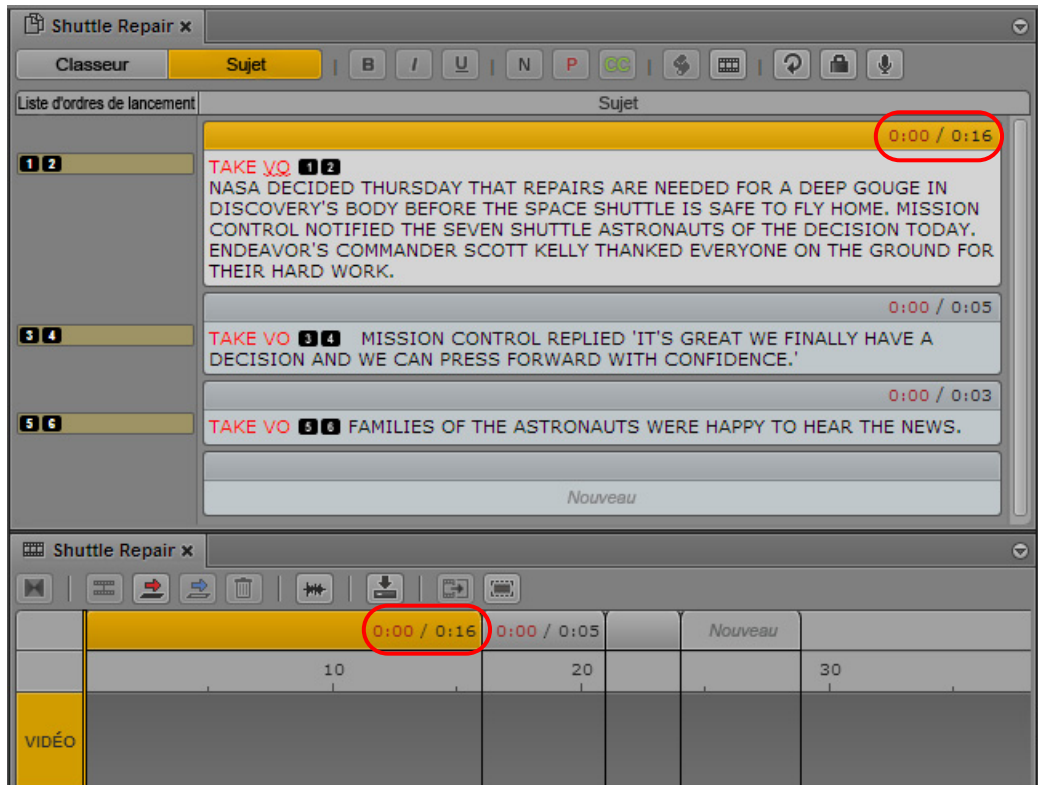 Shuttle Repair x
Classeur Sujet B I U N P CC
Liste d'ordres de lancement Sujet
0:00 / 0:16
1 2 TAKE VO 1 2
NASA DECIDED THURSDAY THAT REPAIRS ARE NEEDED FOR A DEEP GOUGE IN
DISCOVERY'S BODY BEFORE THE SPACE SHUTTLE IS SAFE TO FLY HOME. MISSION
CONTROL NOTIFIED THE SEVEN SHUTTLE ASTRONAUTS OF THE DECISION TODAY.
ENDEAVOR'S COMMANDER SCOTT KELLY THANKED EVERYONE ON THE GROUND FOR
THEIR HARD WORK.
0:00 / 0:05
3 4 TAKE VO 3 4 MISSION CONTROL REPLIED 'IT'S GREAT WE FINALLY HAVE A
DECISION AND WE CAN PRESS FORWARD WITH CONFIDENCE.'
0:00 / 0:03
5 6 TAKE VO 5 6 FAMILIES OF THE ASTRONAUTS WERE HAPPY TO HEAR THE NEWS.
Nouveau
Shuttle Repair x
0:00 / 0:16 0:00 / 0:05 Nouveau
10 20 30
VIDÉO